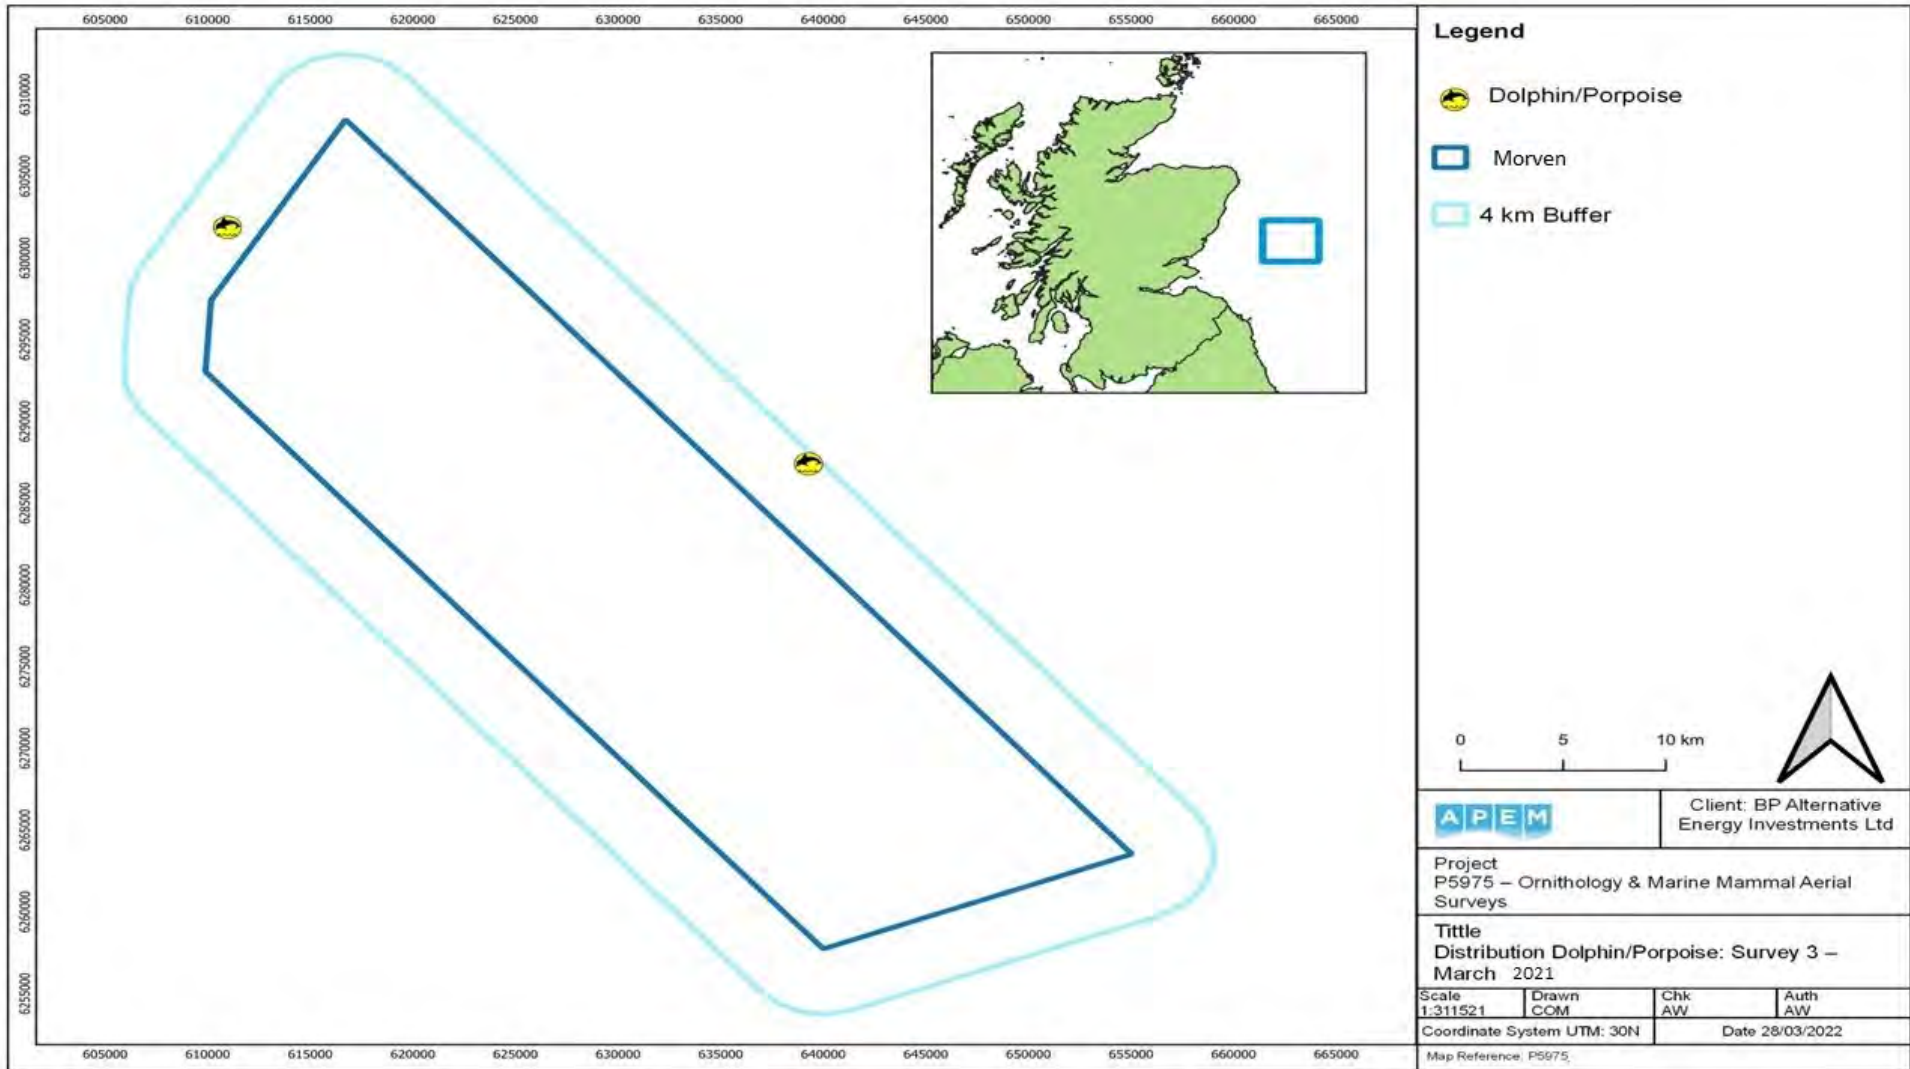 605000 610000 615000 620000 625000 630000 635000 640000 645000 650000 655000 660000 665000
6310000
6305000
6300000
6295000
6290000
6285000
6280000
6275000
6270000
6265000
6260000
6255000
605000 610000 615000 620000 625000 630000 635000 640000 645000 650000 655000 660000 665000
Legend
Dolphin/Porpoise
Morven
4 km Buffer
0 5 10 km
APEM
Client: BP Alternative
Energy Investments Ltd
Project
P5975 – Ornithology & Marine Mammal Aerial
Surveys
Tittle
Distribution Dolphin/Porpoise: Survey 3 –
March 2021
Scale Drawn Chk Auth
1:311521 COM AW AW
Coordinate System UTM: 30N Date 28/03/2022
Map Reference: P5975